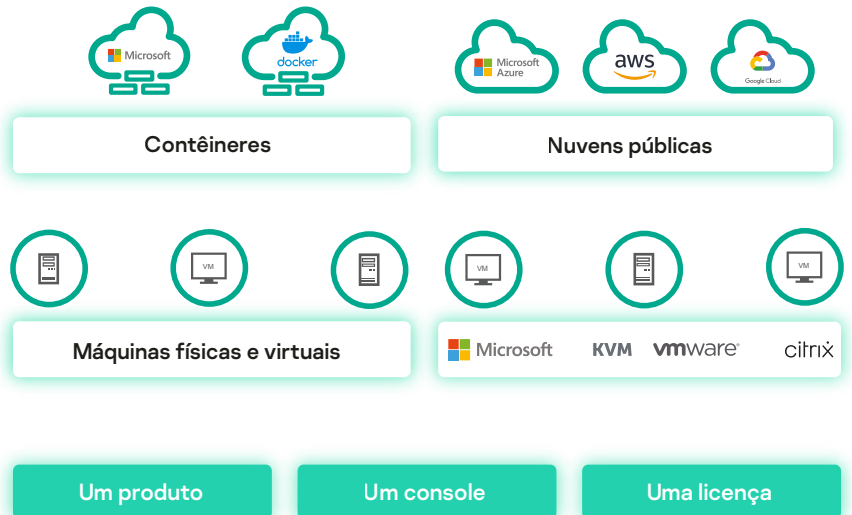 Microsoft
docker
Microsoft
Azure
aws
Google Cloud
Contêineres
Nuvens públicas
VM
VM
VM
Máquinas físicas e virtuais
Microsoft
KVM
vmware
citrix
Um produto
Um console
Uma licença